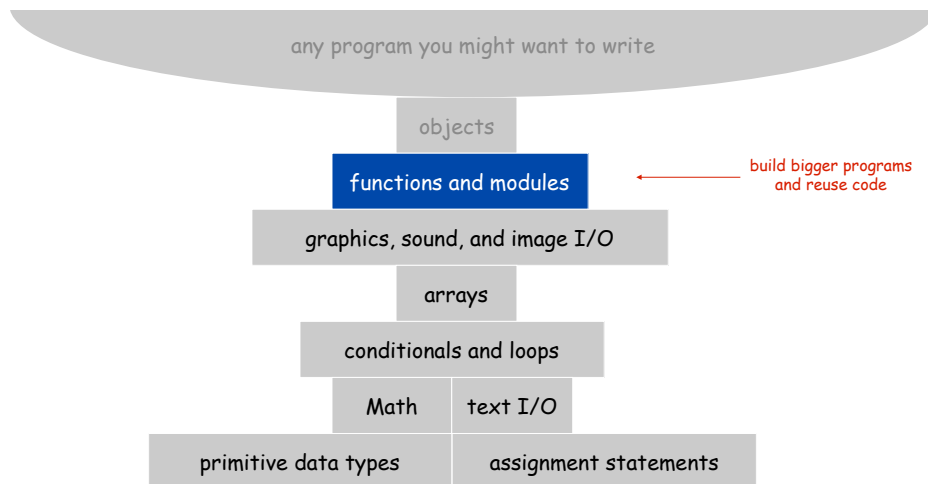 any program you might want to write
objects
functions and modules
build bigger programs
and reuse code
graphics, sound, and image I/O
arrays
conditionals and loops
Math
text I/O
primitive data types
assignment statements